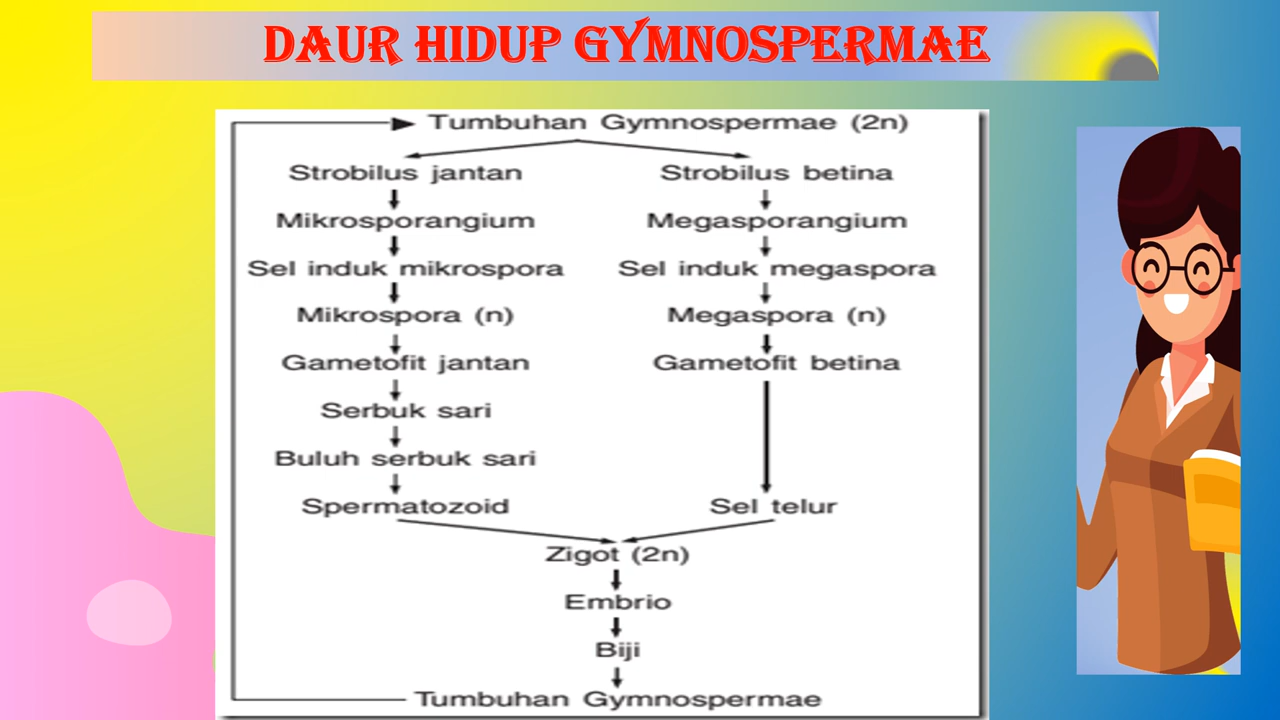 DAUR HIDUP GYMNOSPERMAE
Tumbuhan Gymnospermae (2n)
Strobilus jantan
Strobilus betina
Mikrosporangium
Megasporangium
Sel induk mikrospora
Sel induk megaspora
Mikrospora (n)
Megaspora (n)
Gametofit jantan
Gametofit betina
Serbuk sari
Buluh serbuk sari
Spermatozoid
Sel telur
Zigot (2n)
Embrio
Biji
Tumbuhan Gymnospermae